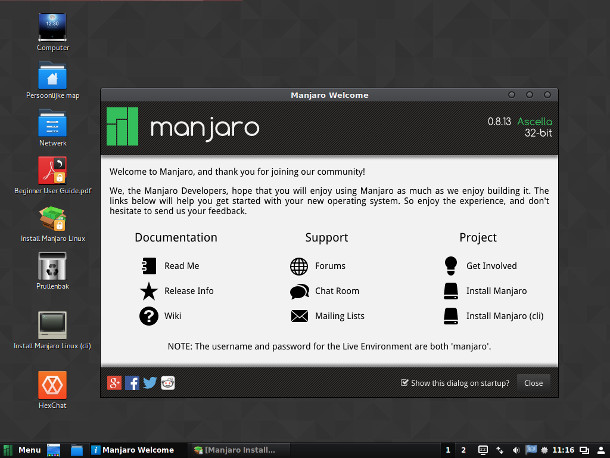 Computer
Persoonlijke map
Netwerk
Beginner User Guide.pdf
Install Manjaro Linux
Prullenbak
Install Manjaro Linux (cli)
HexChat
Manjaro Welcome
manjaro
0.8.13 Ascella
32-bit
Welcome to Manjaro, and thank you for joining our community!
We, the Manjaro Developers, hope that you will enjoy using Manjaro as much as we enjoy building it. The
links below will help you get started with your new operating system. So enjoy the experience, and don't
hesitate to send us your feedback.
Documentation
Support
Project
Read Me
Forums
Get Involved
Release Info
Chat Room
Install Manjaro
Wiki
Mailing Lists
Install Manjaro (cli)
NOTE: The username and password for the Live Environment are both 'manjaro'.
Show this dialog on startup?
Close
Menu
Manjaro Welcome
[Manjaro Install...
1
2
11:16